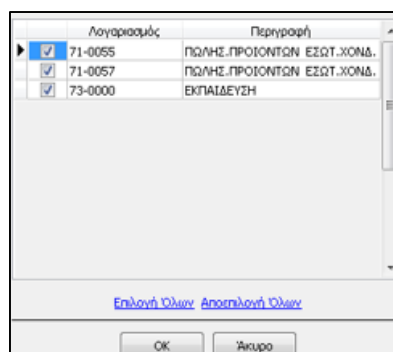 Λογαριασμός Περιγραφή
71-0055 ΠΩΛΗΣ.ΠΡΟΙΟΝΤΩΝ ΕΣΩΤ.ΧΟΝΔ.
71-0057 ΠΩΛΗΣ.ΠΡΟΙΟΝΤΩΝ ΕΣΩΤ.ΧΟΝΔ.
73-0000 ΕΚΠΑΙΔΕΥΣΗ
Επιλογή Όλων Αποεπιλογή Όλων
OK Άκυρο